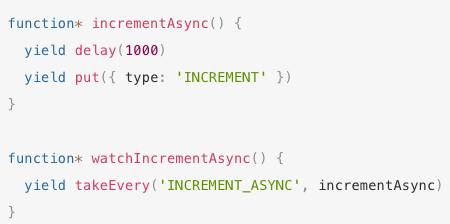 function* incrementAsync() {
  yield delay(1000)
  yield put({ type: 'INCREMENT' })
}

function* watchIncrementAsync() {
  yield takeEvery('INCREMENT_ASYNC', incrementAsync)
}